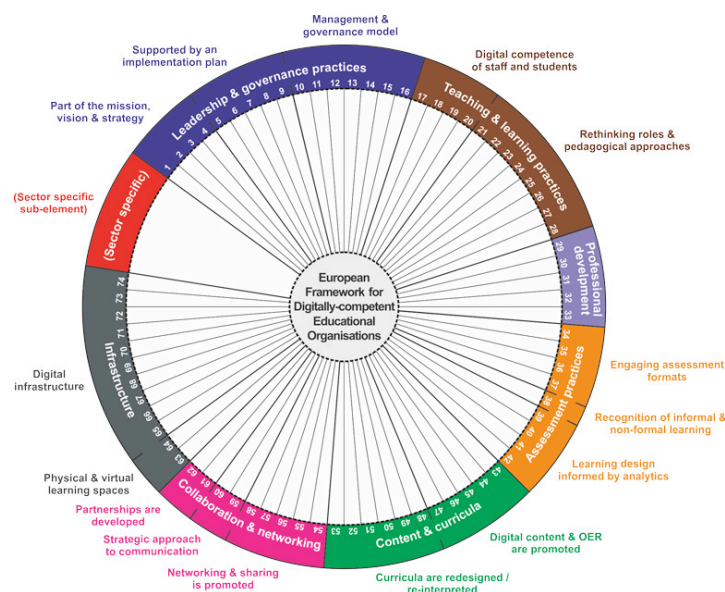 Management &
governance model
Supported by an
implementation plan
Part of the mission,
vision & strategy
(Sector specific
sub-element)
Digital
infrastructure
Physical & virtual
learning spaces
Partnerships are
developed
Strategic approach
to communication
Networking & sharing
is promoted
Curricula are redesigned /
re-interpreted
Digital content & OER
are promoted
Learning design
informed by analytics
Recognition of informal &
non-formal learning
Engaging assessment
formats
Rethinking roles &
pedagogical approaches
Digital competence
of staff and students
Leadership & governance practices
Teaching & learning practices
Professional
develpment
Assessment practices
Content & curricula
Collaboration & networking
Infrastructure
(Sector specific)
1 2 3 4 5 6 7 8 9 10 11 12 13 14 15 16
17 18 19 20 21 22 23 24 25 26 27 28
29 30 31 32 33
34 35 36 37 38 39 40 41 42
43 44 45 46 47 48 49 50 51 52 53
54 55 56 57 58 59 60 61 62
63 64 65 66 67 68 69 70 71 72 73 74
European
Framework for
Digitally-competent
Educational
Organisations